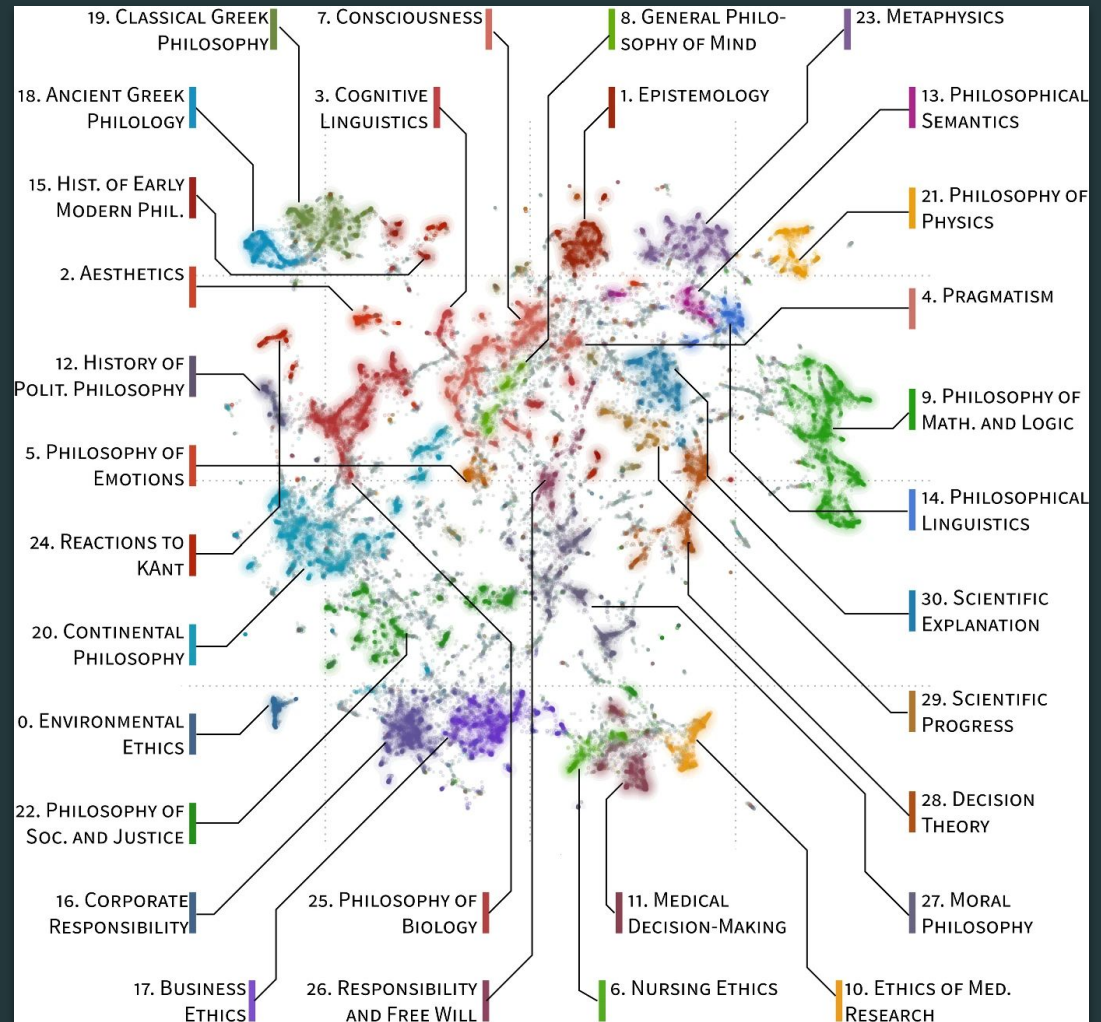 19. Classical Greek
Philosophy
7. Consciousness
8. General Philo-
sophy of Mind
23. Metaphysics
18. Ancient Greek
Philology
3. Cognitive
Linguistics
1. Epistemology
13. Philosophical
Semantics
15. Hist. of Early
Modern Phil.
21. Philosophy of
Physics
2. Aesthetics
4. Pragmatism
12. History of
Polit. Philosophy
9. Philosophy of
Math. and Logic
5. Philosophy of
Emotions
14. Philosophical
Linguistics
24. Reactions to
KAnt
30. Scientific
Explanation
20. Continental
Philosophy
29. Scientific
Progress
0. Environmental
Ethics
28. Decision
Theory
22. Philosophy of
Soc. and Justice
16. Corporate
Responsibility
25. Philosophy of
Biology
11. Medical
Decision-Making
27. Moral
Philosophy
17. Business
Ethics
26. Responsibility
and Free Will
6. Nursing Ethics
10. Ethics of Med.
Research